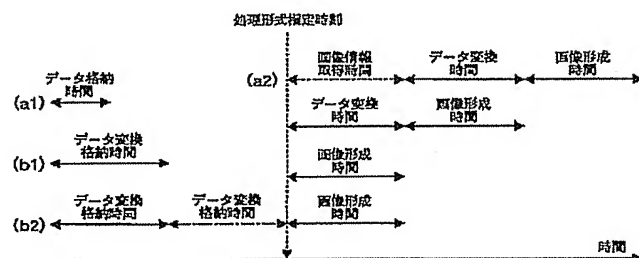 処理形式指定時刻
データ格納
時間
(a1)
(a2)
画像情報
取得時間
データ変換
時間
画像形成
時間
データ変換
時間
画像形成
時間
(b1)
データ変換
格納時間
画像形成
時間
(b2)
データ変換
格納時間
データ変換
格納時間
画像形成
時間
時間